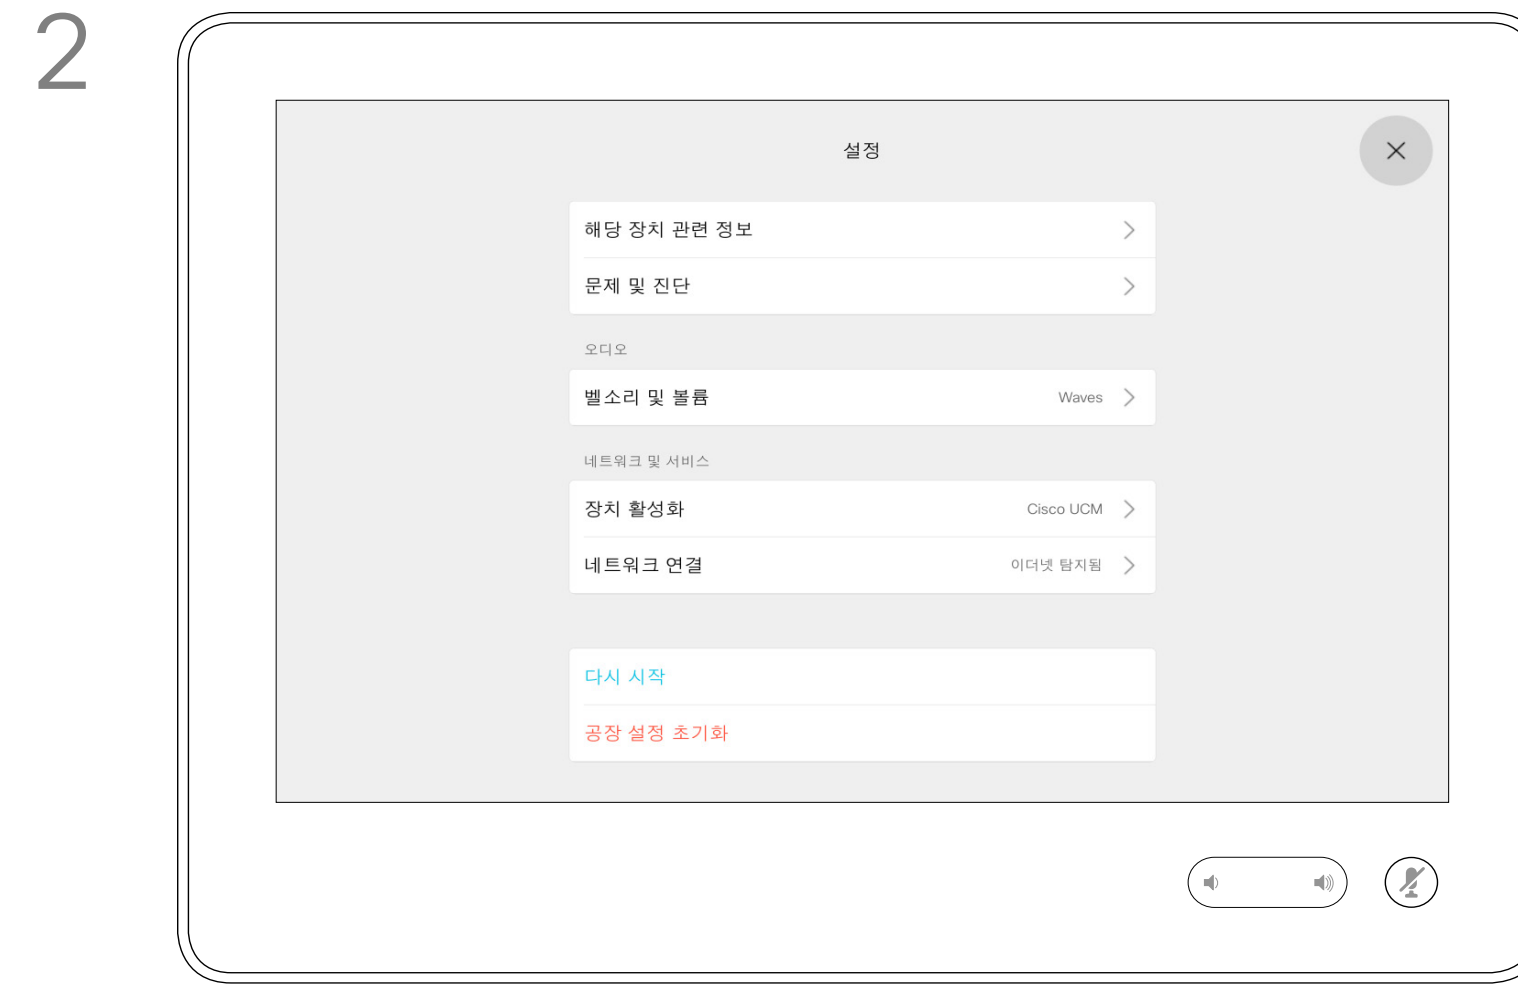 2
설정
해당 장치 관련 정보
문제 및 진단
오디오
벨소리 및 볼륨 Waves
네트워크 및 서비스
장치 활성화 Cisco UCM
네트워크 연결 이더넷 탐지됨
다시 시작
공장 설정 초기화